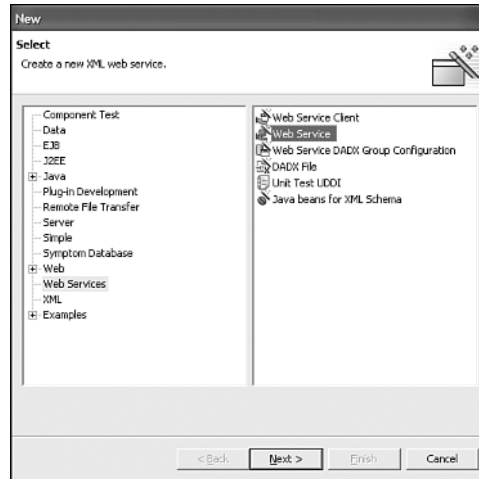 New
Select
Create a new XML web service.
Component Test
Data
EJB
J2EE
Java
Plug-in Development
Remote File Transfer
Server
Simple
Symptom Database
Web
Web Services
XML
Examples
Web Service Client
Web Service
Web Service DADX Group Configuration
DADX File
Unit Test UDDI
Java beans for XML Schema
< Back Next > Finish Cancel